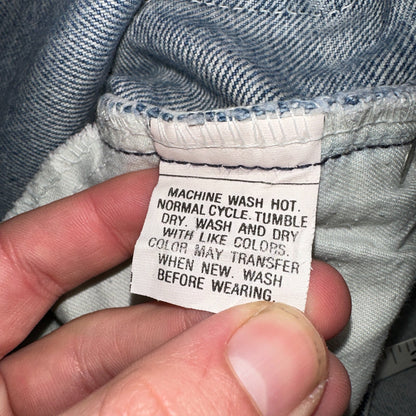 MACHINE WASH HOT.
NORMAL CYCLE. TUMBLE
DRY. WASH AND DRY
WITH LIKE COLORS.
COLOR MAY TRANSFER
WHEN NEW. WASH
BEFORE WEARING.